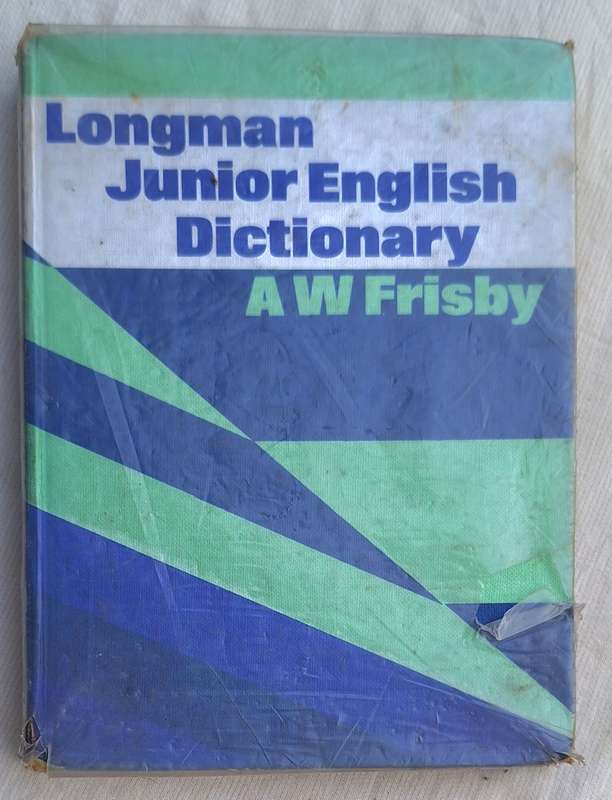 Longman
Junior English
Dictionary
A W Frisby